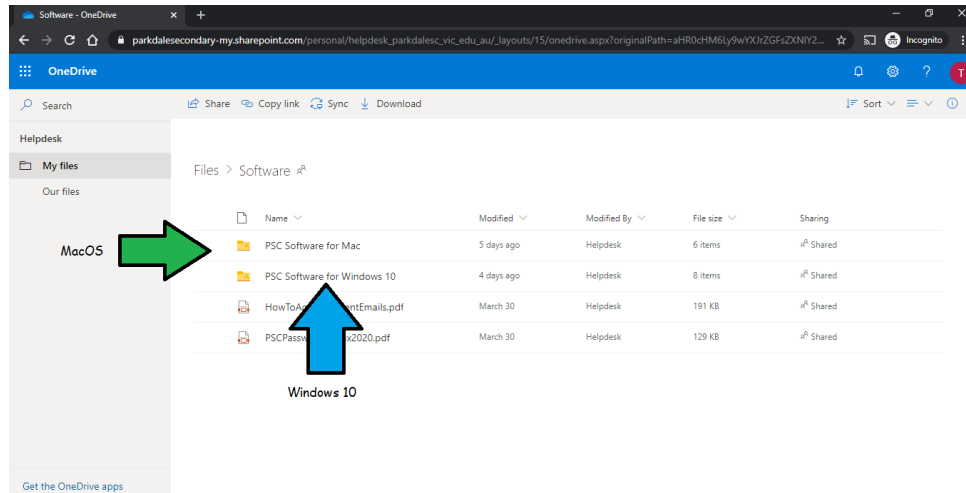 Software - OneDrive
parkdalesecondary-my.sharepoint.com/personal/helpdesk_parkdalesc_vic_edu_au/_layouts/15/onedrive.aspx?originalPath=aHR0cHM6Ly9wYXJrZGFsZXNlY2...
Incognito
OneDrive
?
T
Search
Share Copy link Sync Download
Sort
Helpdesk
My files
Our files
Files > Software
Name Modified Modified By File size Sharing
MacOS
PSC Software for Mac 5 days ago Helpdesk 6 items Shared
PSC Software for Windows 10 4 days ago Helpdesk 8 items Shared
March 30 Helpdesk 191 KB Shared
March 30 Helpdesk 129 KB Shared
Windows 10
Get the OneDrive apps